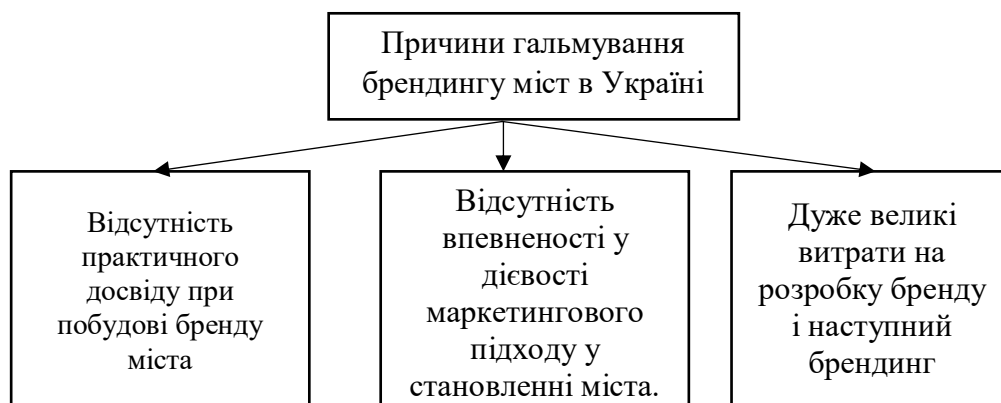 Причини гальмування
брендингу міст в Україні
Відсутність
практичного
досвіду при
побудові бренду
міста
Відсутність
впевненості у
дієвості
маркетингового
підходу у
становленні міста.
Дуже великі
витрати на
розробку бренду
і наступний
брендинг